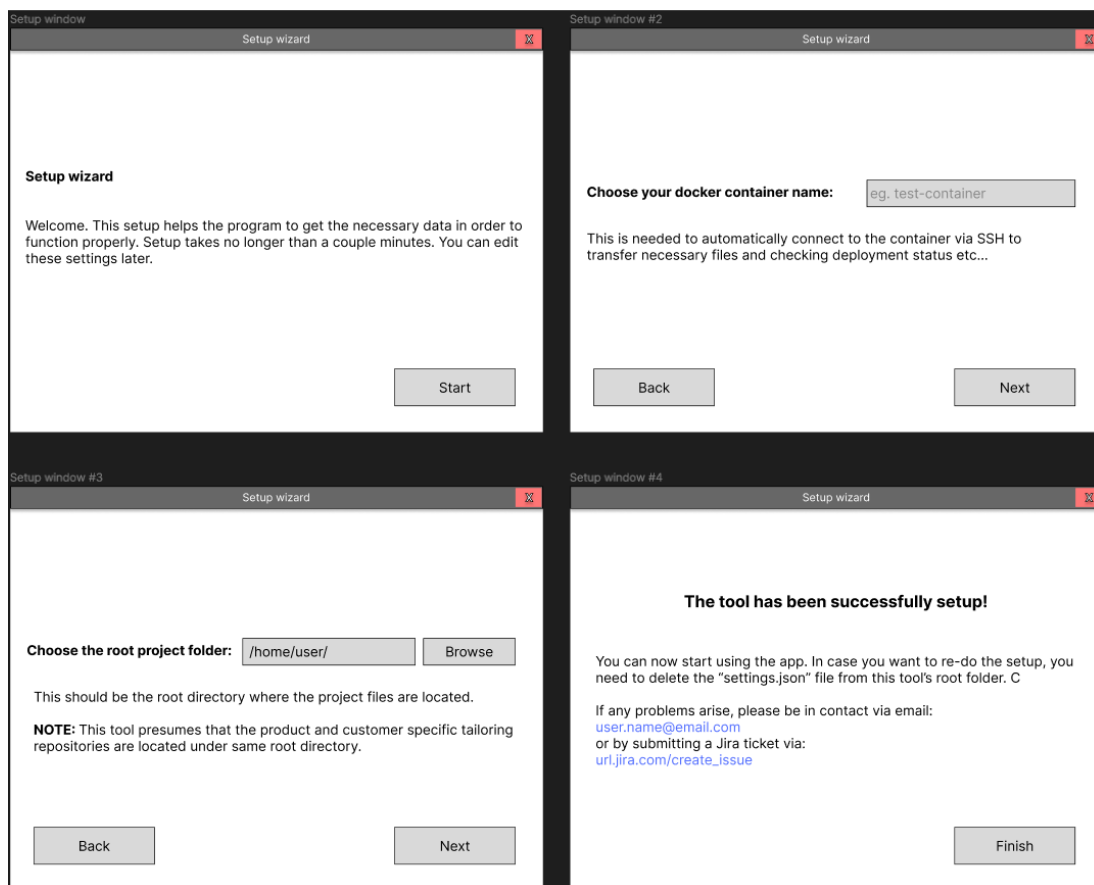 Setup window
Setup wizard
X
Setup wizard
Welcome. This setup helps the program to get the necessary data in order to
function properly. Setup takes no longer than a couple minutes. You can edit
these settings later.
Start
Setup window #2
Setup wizard
X
Choose your docker container name:
eg. test-container
This is needed to automatically connect to the container via SSH to
transfer necessary files and checking deployment status etc...
Back
Next
Setup window #3
Setup wizard
X
Choose the root project folder:
/home/user/
Browse
This should be the root directory where the project files are located.
NOTE: This tool presumes that the product and customer specific tailoring
repositories are located under same root directory.
Back
Next
Setup window #4
Setup wizard
X
The tool has been successfully setup!
You can now start using the app. In case you want to re-do the setup, you
need to delete the “settings.json” file from this tool’s root folder. C
If any problems arise, please be in contact via email:
user.name@email.com
or by submitting a Jira ticket via:
url.jira.com/create_issue
Finish